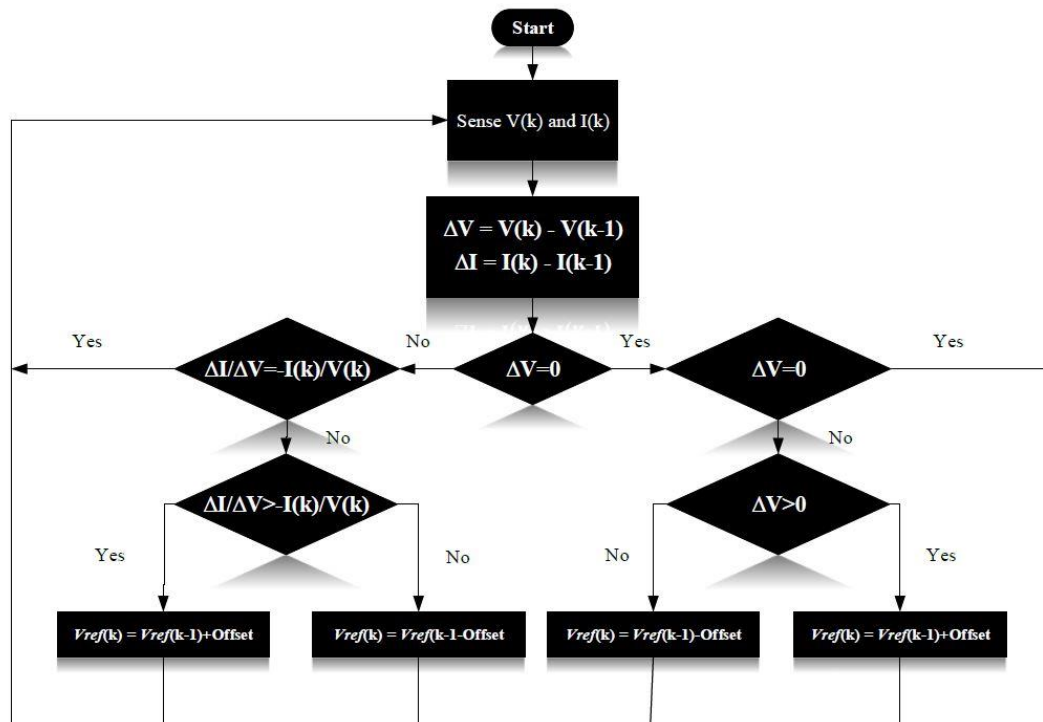 Start
Sense V(k) and I(k)
ΔV = V(k) - V(k-1)
ΔI = I(k) - I(k-1)
Yes
No
Yes
Yes
ΔI/ΔV=-I(k)/V(k)
ΔV=0
ΔV=0
No
No
ΔI/ΔV>-I(k)/V(k)
ΔV>0
Yes
No
No
Yes
Vref(k) = Vref(k-1)+Offset
Vref(k) = Vref(k-1-Offset
Vref(k) = Vref(k-1)-Offset
Vref(k) = Vref(k-1)+Offset